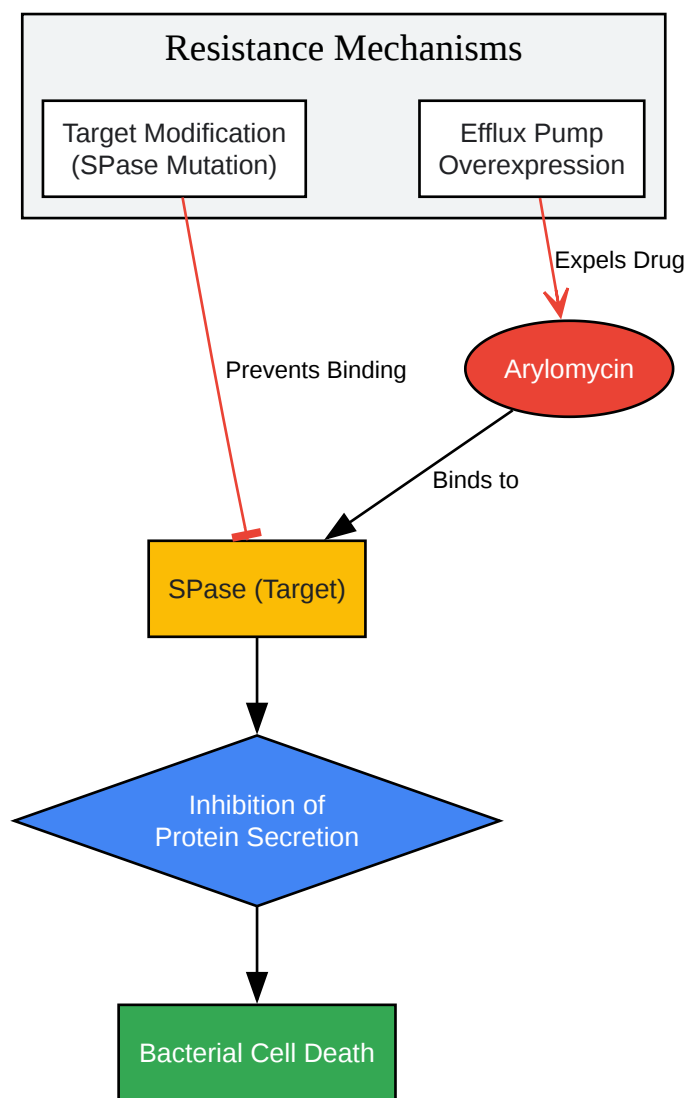 Resistance Mechanisms
Target Modification
(SPase Mutation)
Efflux Pump
Overexpression
Expels Drug
Prevents Binding
Arylomycin
Binds to
SPase (Target)
Inhibition of
Protein Secretion
Bacterial Cell Death